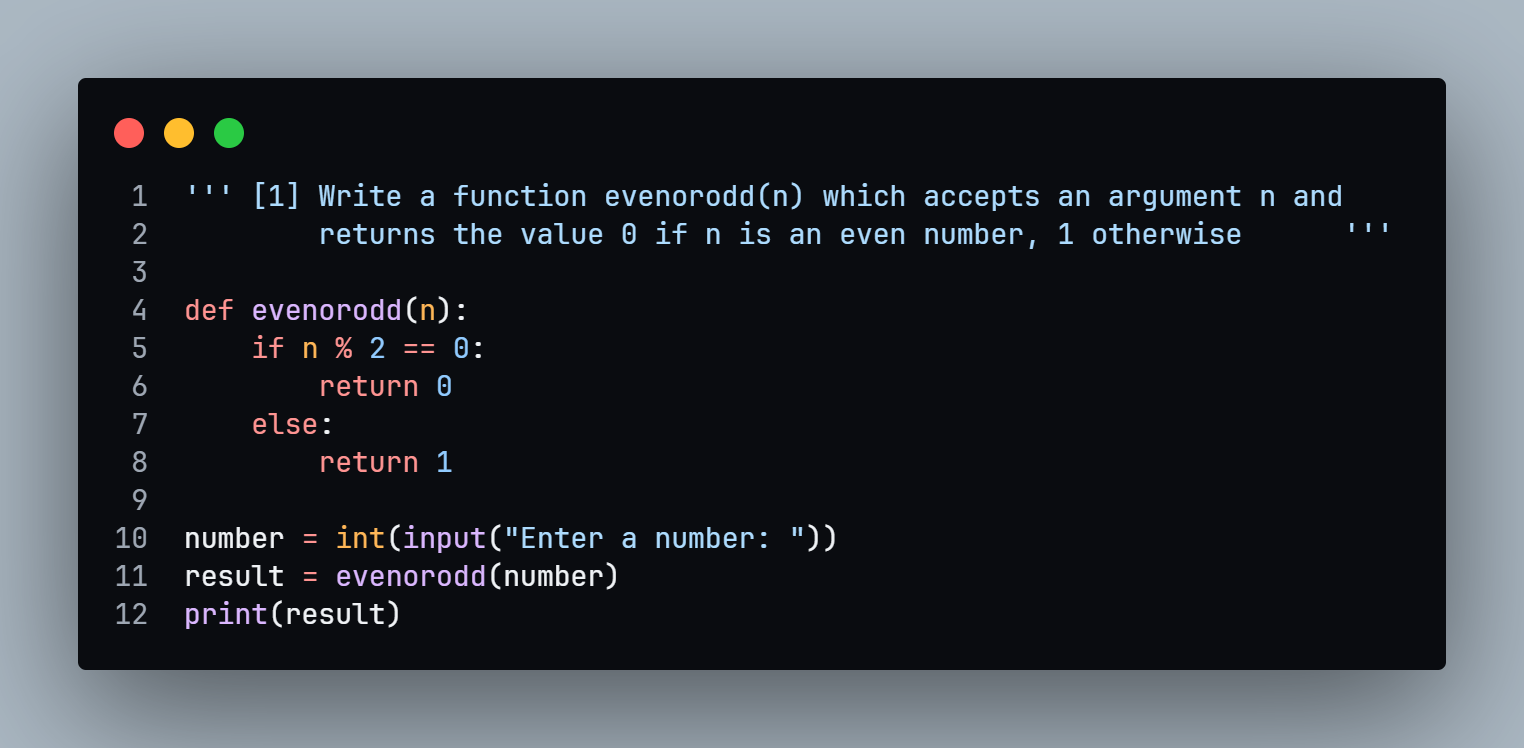 1 ''' [1] Write a function evenorodd(n) which accepts an argument n and
2         returns the value 0 if n is an even number, 1 otherwise      '''
3
4 def evenorodd(n):
5     if n % 2 == 0:
6         return 0
7     else:
8         return 1
9
10 number = int(input("Enter a number: "))
11 result = evenorodd(number)
12 print(result)